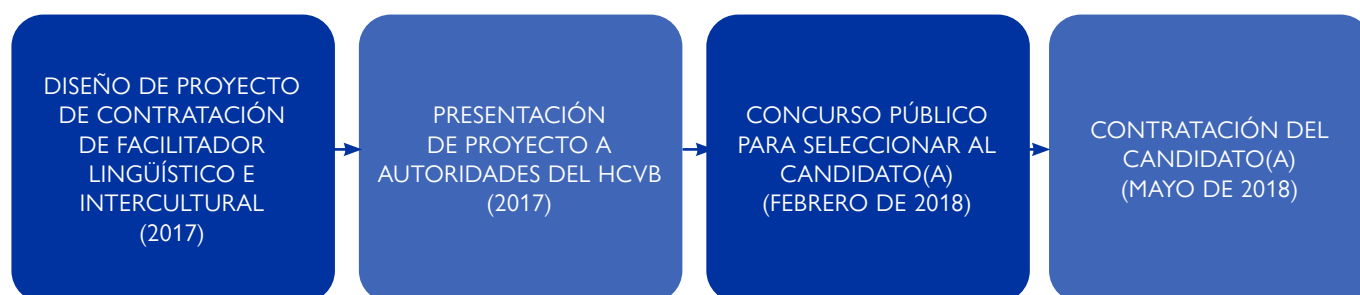 DISEÑO DE PROYECTO
DE CONTRATACIÓN
DE FACILITADOR
LINGÜÍSTICO E
INTERCULTURAL
(2017)
PRESENTACIÓN
DE PROYECTO A
AUTORIDADES DEL HCVB
(2017)
CONCURSO PÚBLICO
PARA SELECCIONAR AL
CANDIDATO(A)
(FEBRERO DE 2018)
CONTRATACIÓN DEL
CANDIDATO(A)
(MAYO DE 2018)